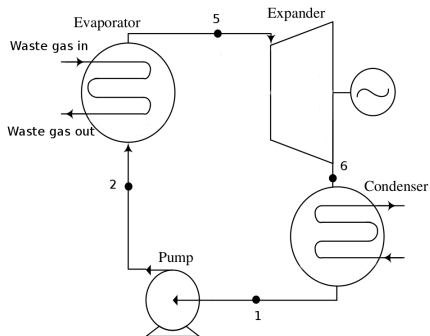 5
Expander
Evaporator
Waste gas in
Waste gas out
6
2
Condenser
Pump
1